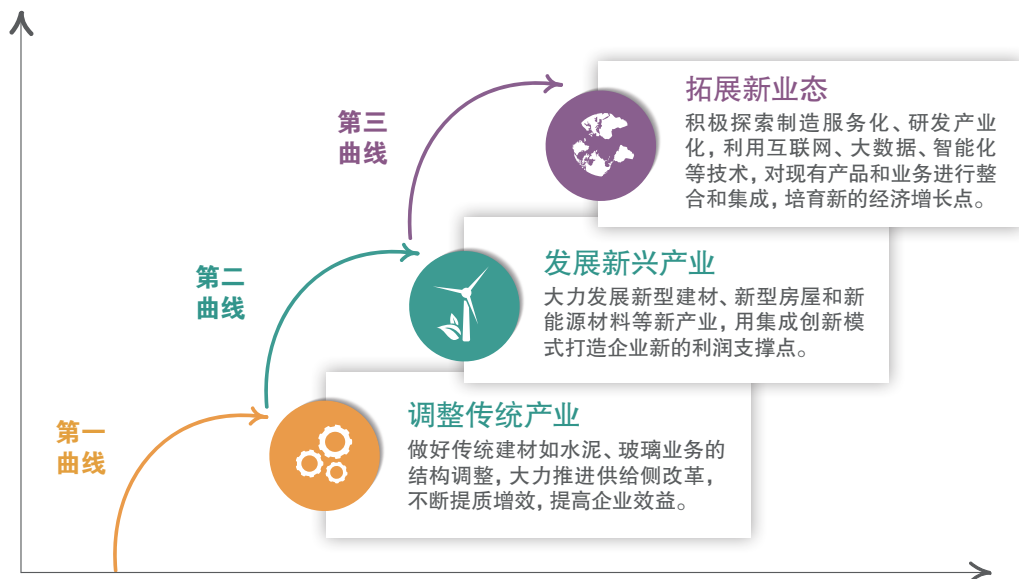 第三
曲线
拓展新业态
积极探索制造服务化、研发产业
化，利用互联网、大数据、智能化
等技术，对现有产品和业务进行整
合和集成，培育新的经济增长点。
第二
曲线
发展新兴产业
大力发展新型建材、新型房屋和新
能源材料等新产业，用集成创新模
式打造企业新的利润支撑点。
第一
曲线
调整传统产业
做好传统建材如水泥、玻璃业务的
结构调整，大力推进供给侧改革，
不断提质增效，提高企业效益。